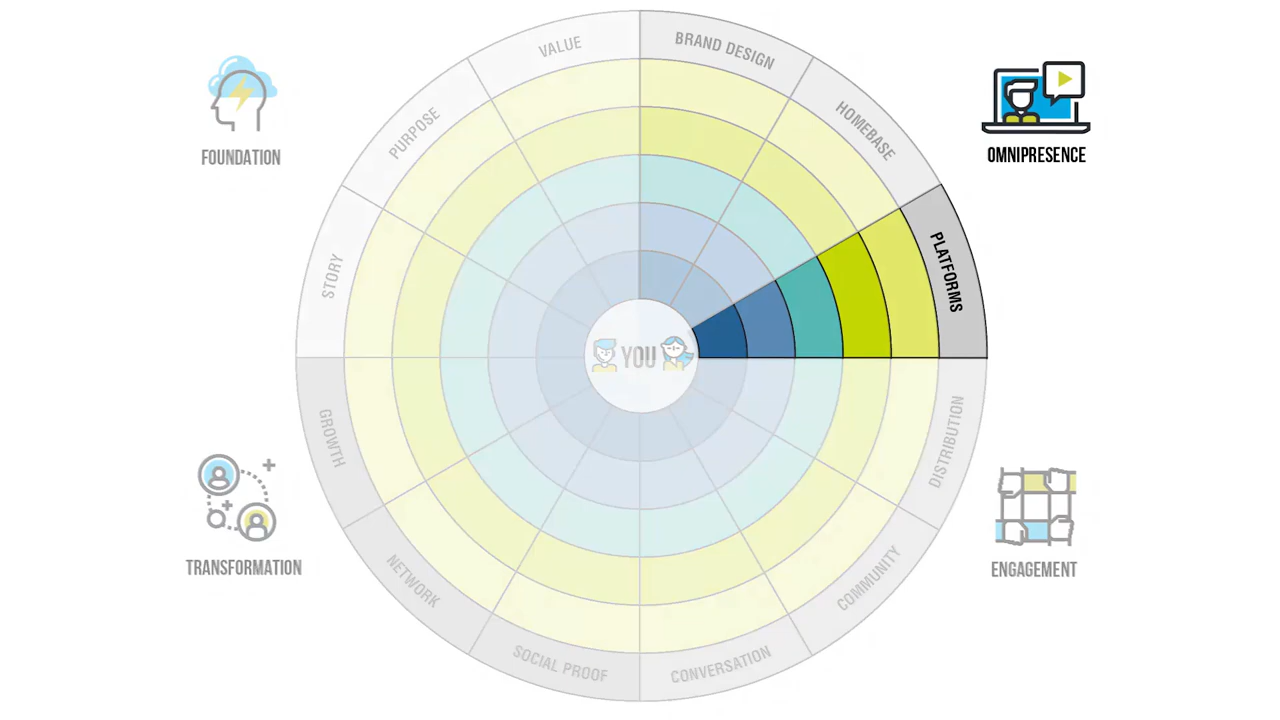 VALUE
BRAND DESIGN
PURPOSE
HOMEBASE
FOUNDATION
OMNIPRESENCE
STORY
PLATFORMS
YOU
GROWTH
DISTRIBUTION
TRANSFORMATION
ENGAGEMENT
NETWORK
COMMUNITY
SOCIAL PROOF
CONVERSATION